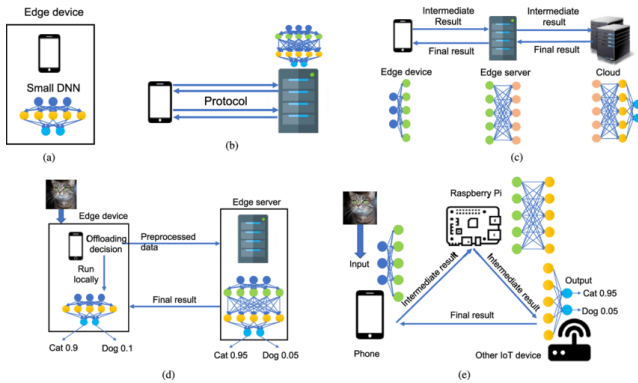 Edge device
Small DNN
(a)
Protocol
(b)
Intermediate
Result
Intermediate
result
Final result
Final result
Edge device
Edge server
Cloud
(c)
Edge device
Edge server
Offloading
decision
Preprocessed
data
Run
locally
Final result
Cat 0.9
Dog 0.1
Cat 0.95
Dog 0.05
(d)
Raspberry Pi
Input
Intermediate result
Intermediate result
Output
Cat 0.95
Dog 0.05
Final result
Phone
Other IoT device
(e)